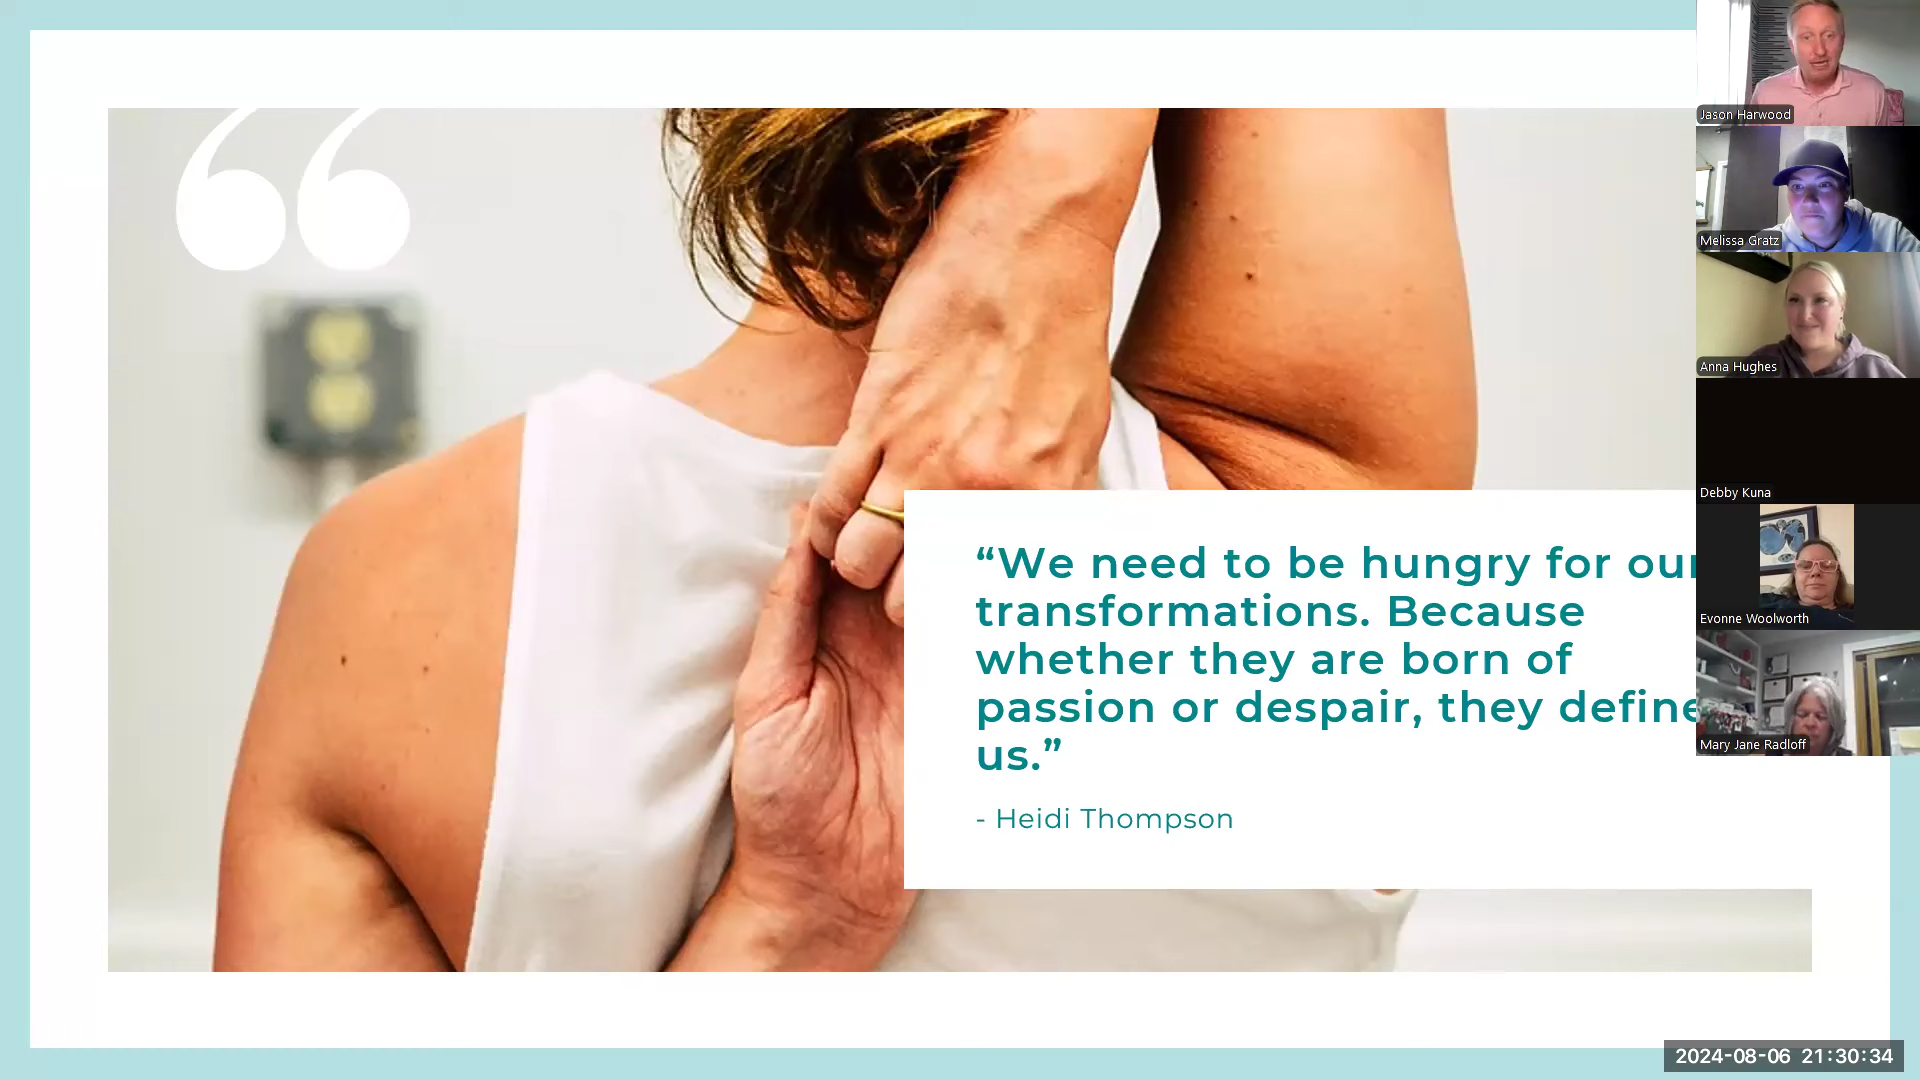 “We need to be hungry for our
transformations. Because
whether they are born of
passion or despair, they define
us.”
- Heidi Thompson
Jason Harwood
Melissa Gratz
Anna Hughes
Debby Kuna
Evonne Woolworth
Mary Jane Radloff
2024-08-06 21:30:34